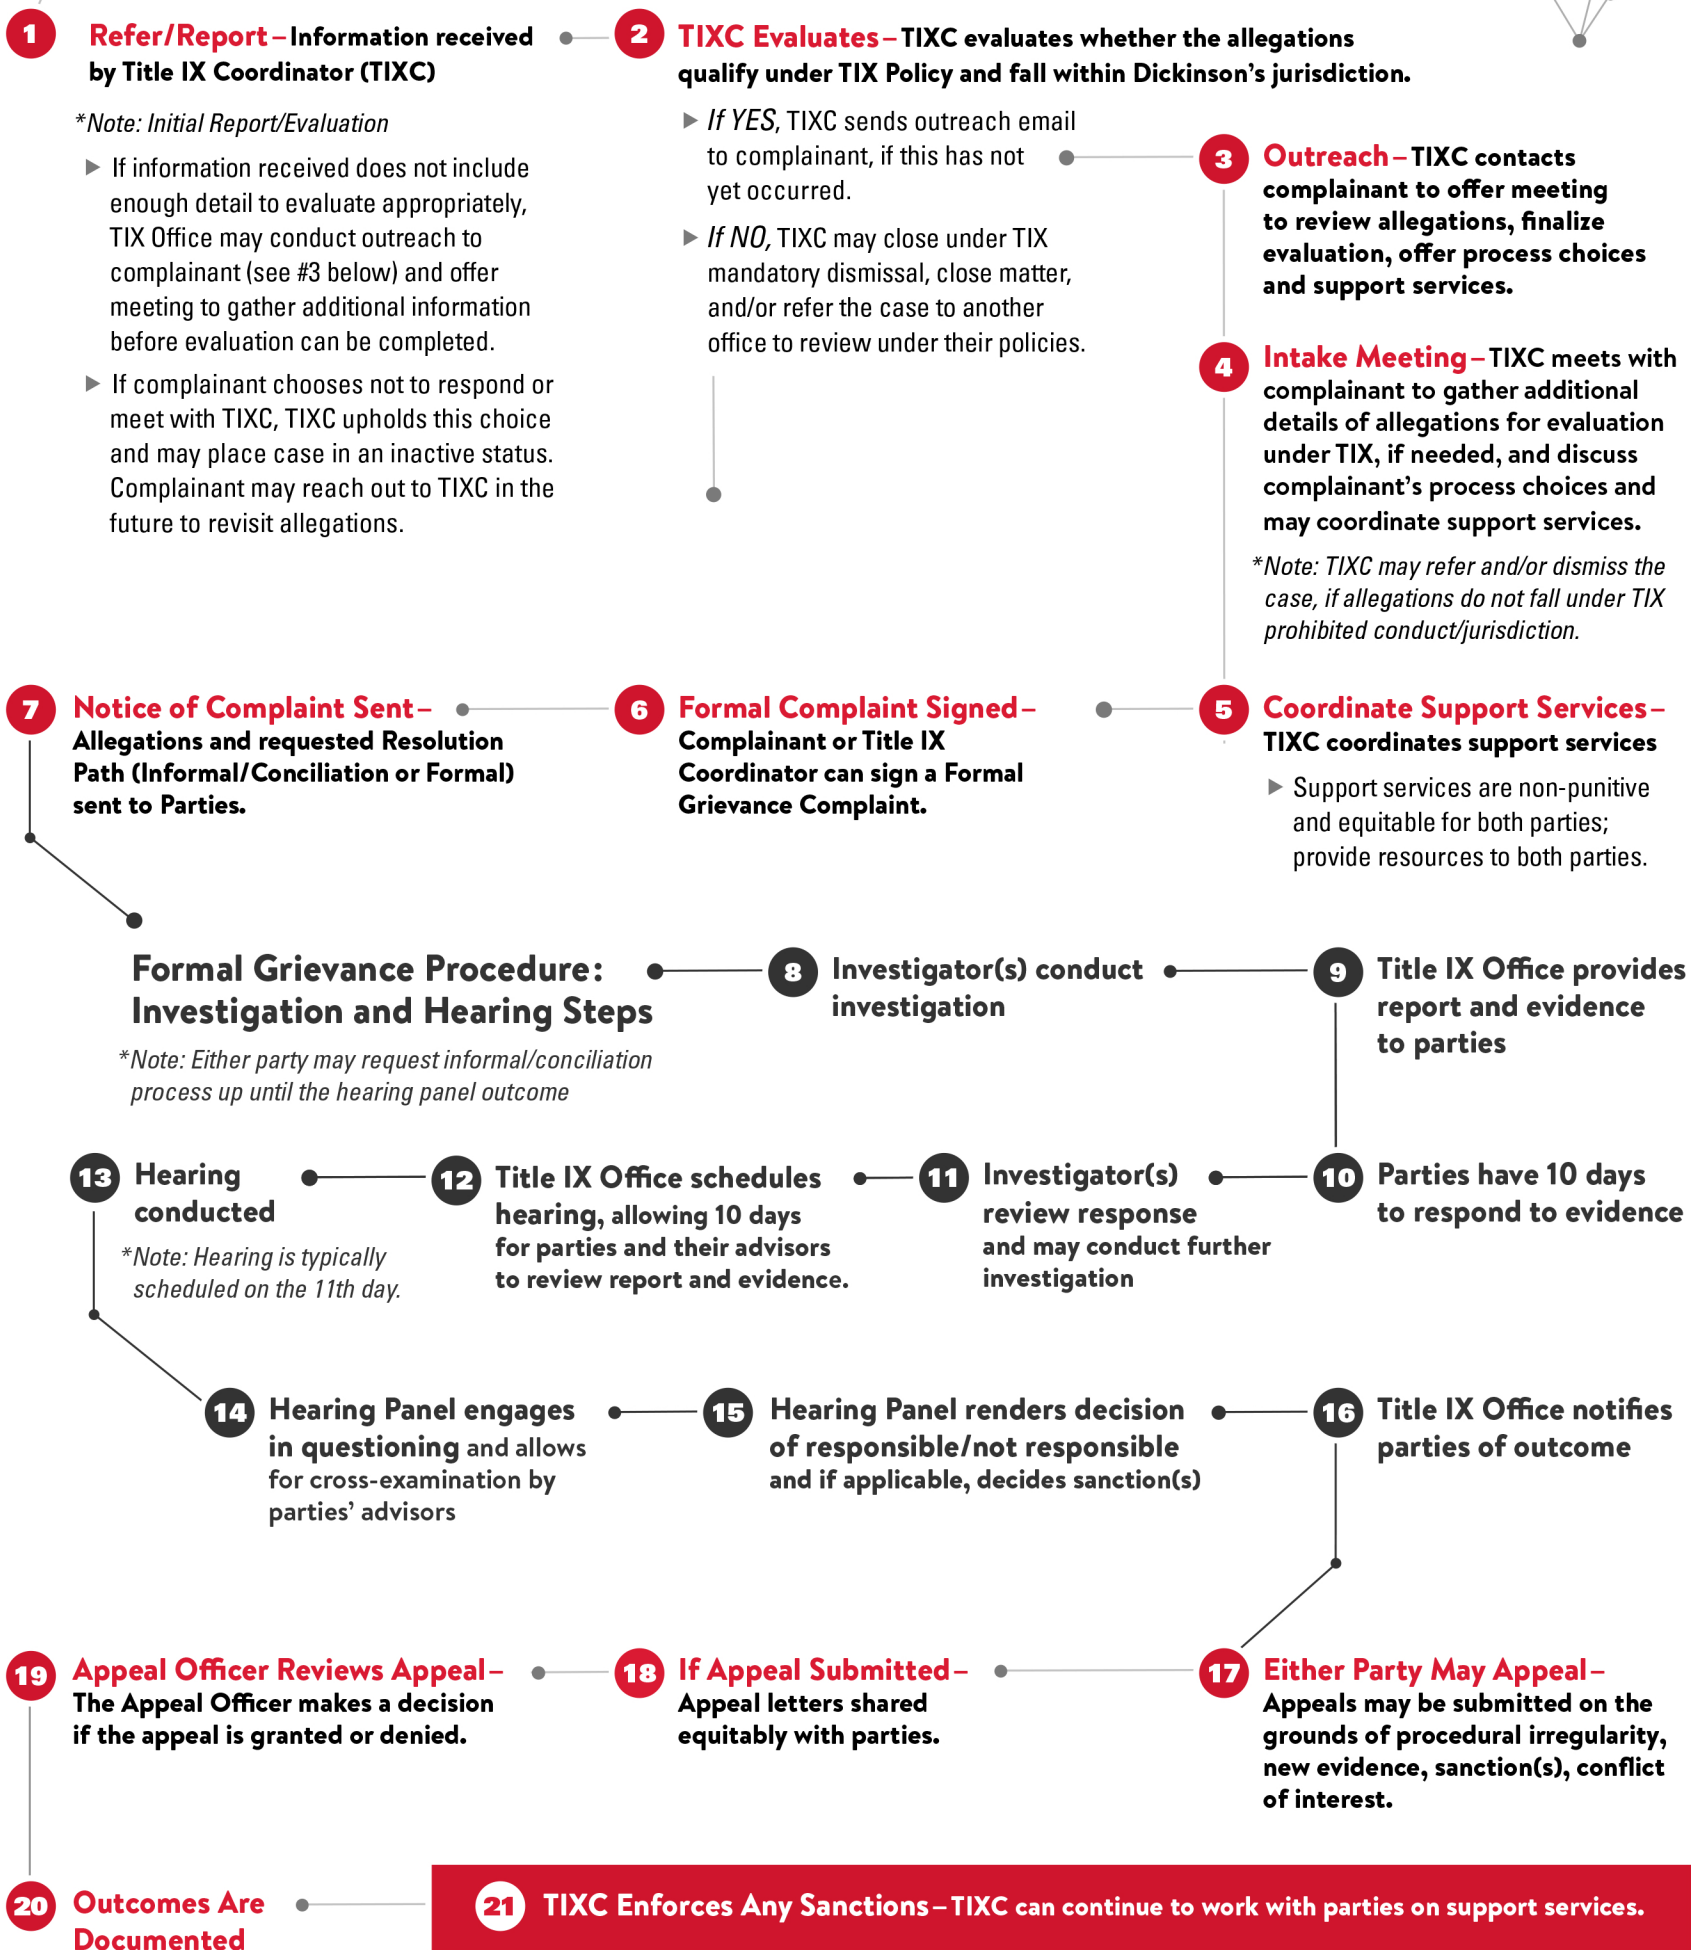 1 Refer/Report – Information received
by Title IX Coordinator (TIXC)
*Note: Initial Report/Evaluation
▶ If information received does not include
enough detail to evaluate appropriately,
TIX Office may conduct outreach to
complainant (see #3 below) and offer
meeting to gather additional information
before evaluation can be completed.
▶ If complainant chooses not to respond or
meet with TIXC, TIXC upholds this choice
and may place case in an inactive status.
Complainant may reach out to TIXC in the
future to revisit allegations.
2 TIXC Evaluates – TIXC evaluates whether the allegations
qualify under TIX Policy and fall within Dickinson’s jurisdiction.
▶ If YES, TIXC sends outreach email
to complainant, if this has not
yet occurred.
▶ If NO, TIXC may close under TIX
mandatory dismissal, close matter,
and/or refer the case to another
office to review under their policies.
3 Outreach – TIXC contacts
complainant to offer meeting
to review allegations, finalize
evaluation, offer process choices
and support services.
4 Intake Meeting – TIXC meets with
complainant to gather additional
details of allegations for evaluation
under TIX, if needed, and discuss
complainant’s process choices and
may coordinate support services.
*Note: TIXC may refer and/or dismiss the
case, if allegations do not fall under TIX
prohibited conduct/jurisdiction.
5 Coordinate Support Services –
TIXC coordinates support services
▶ Support services are non-punitive
and equitable for both parties;
provide resources to both parties.
6 Formal Complaint Signed –
Complainant or Title IX
Coordinator can sign a Formal
Grievance Complaint.
7 Notice of Complaint Sent –
Allegations and requested Resolution
Path (Informal/Conciliation or Formal)
sent to Parties.
Formal Grievance Procedure:
Investigation and Hearing Steps
*Note: Either party may request informal/conciliation
process up until the hearing panel outcome
8 Investigator(s) conduct
investigation
9 Title IX Office provides
report and evidence
to parties
10 Parties have 10 days
to respond to evidence
11 Investigator(s)
review response
and may conduct further
investigation
12 Title IX Office schedules
hearing, allowing 10 days
for parties and their advisors
to review report and evidence.
13 Hearing
conducted
*Note: Hearing is typically
scheduled on the 11th day.
14 Hearing Panel engages
in questioning and allows
for cross-examination by
parties’ advisors
15 Hearing Panel renders decision
of responsible/not responsible
and if applicable, decides sanction(s)
16 Title IX Office notifies
parties of outcome
17 Either Party May Appeal –
Appeals may be submitted on the
grounds of procedural irregularity,
new evidence, sanction(s), conflict
of interest.
18 If Appeal Submitted –
Appeal letters shared
equitably with parties.
19 Appeal Officer Reviews Appeal –
The Appeal Officer makes a decision
if the appeal is granted or denied.
20 Outcomes Are
Documented
21 TIXC Enforces Any Sanctions – TIXC can continue to work with parties on support services.